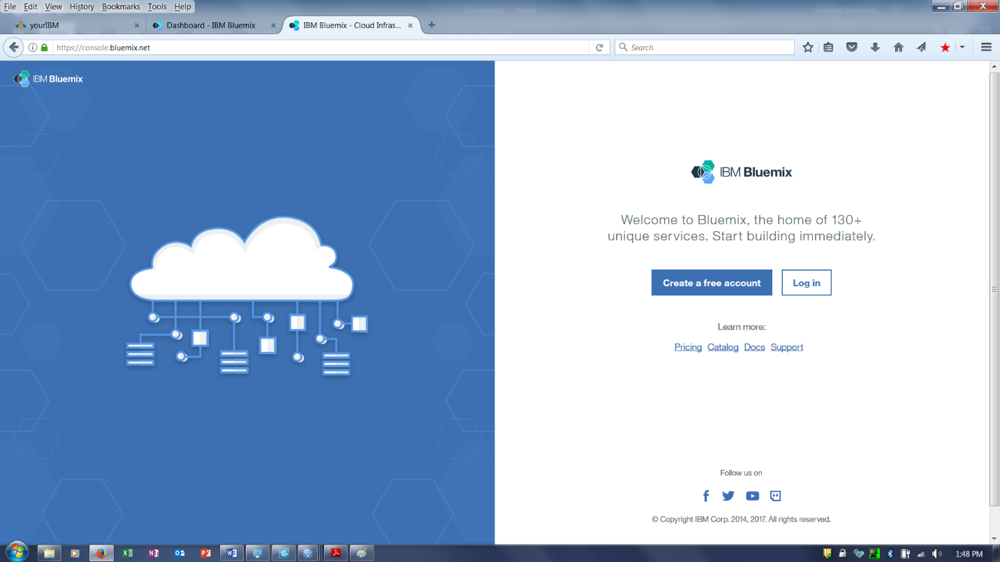 File Edit View History Bookmarks Tools Help
yourIBM
Dashboard - IBM Bluemix
IBM Bluemix - Cloud Infras...
https://console.bluemix.net
Search
IBM Bluemix
IBM Bluemix
Welcome to Bluemix, the home of 130+
unique services. Start building immediately.
Create a free account
Log in
Learn more:
Pricing Catalog Docs Support
Follow us on
© Copyright IBM Corp. 2014, 2017. All rights reserved.
1:48 PM